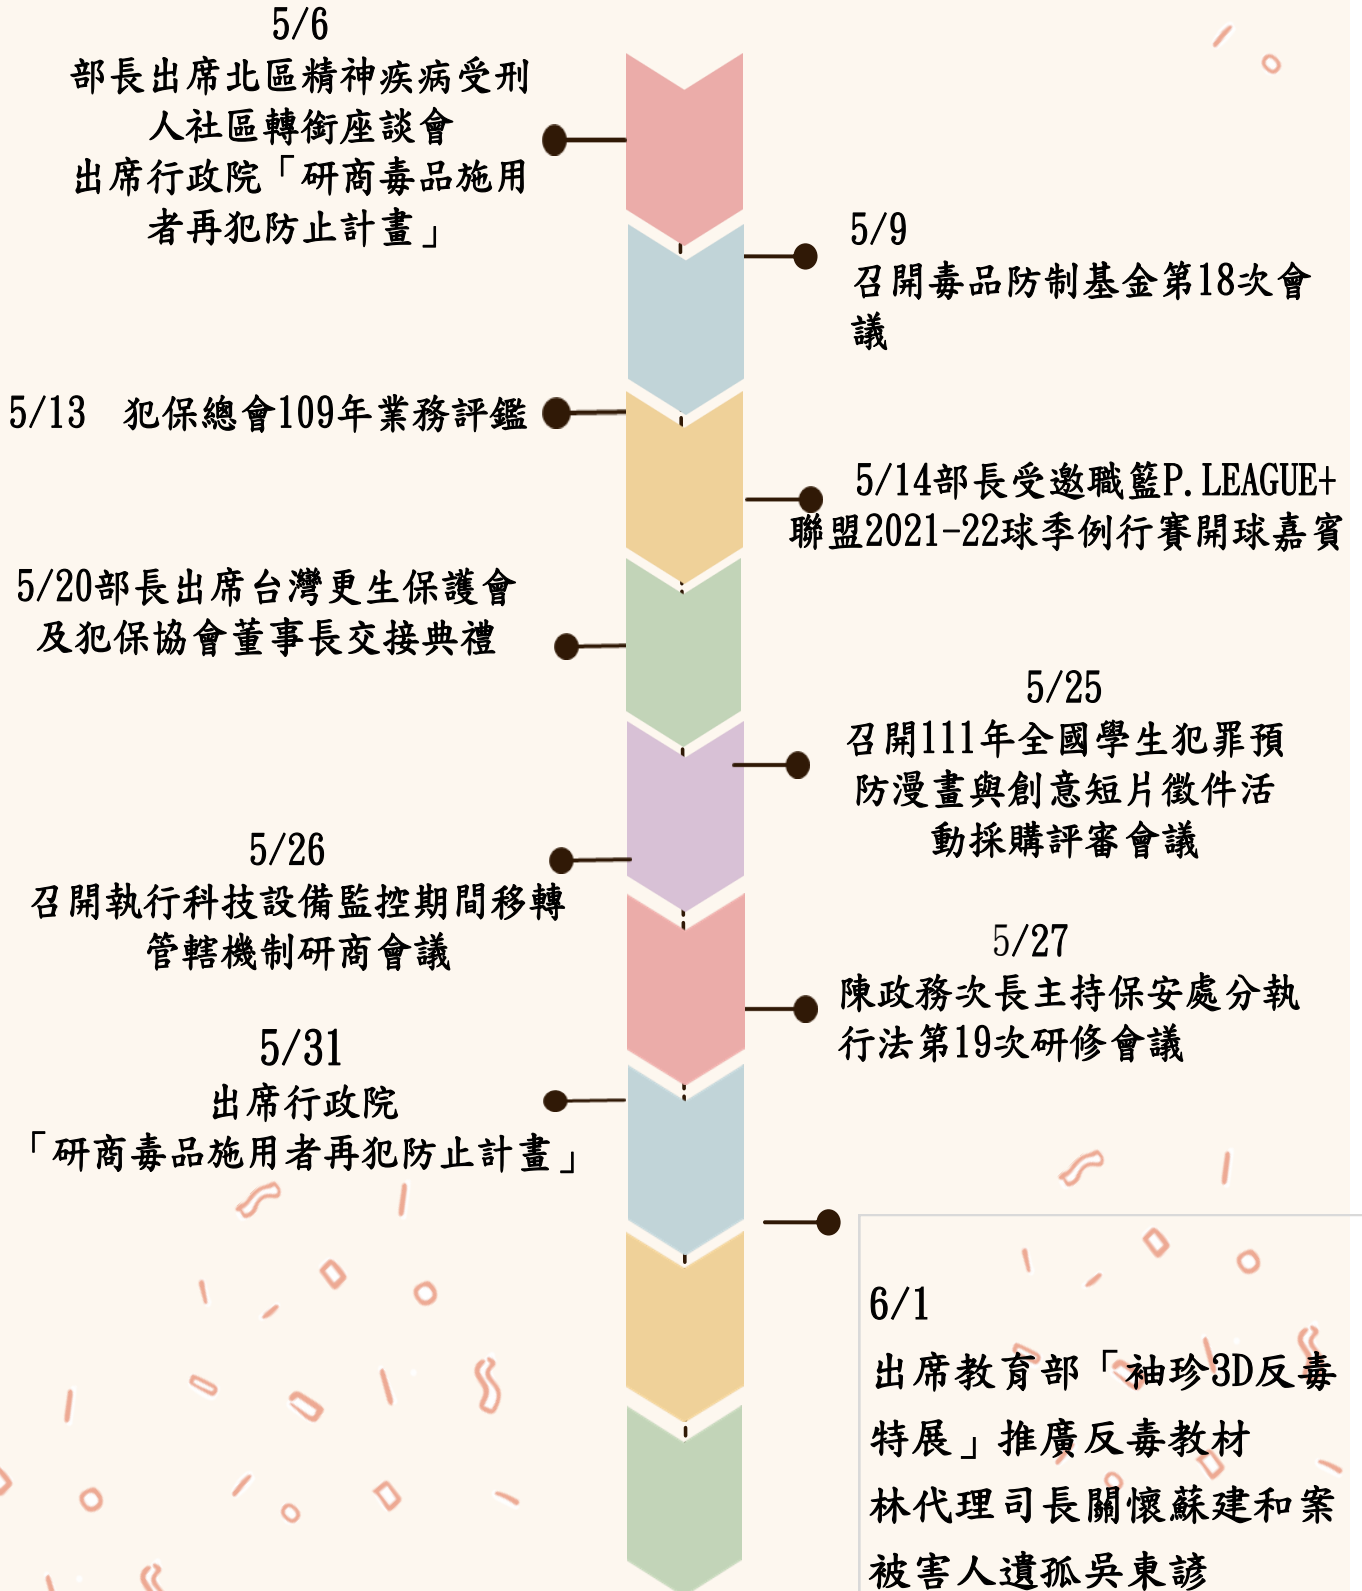 5/6
部長出席北區精神疾病受刑
人社區轉銜座談會
出席行政院「研商毒品施用
者再犯防止計畫」
5/9
召開毒品防制基金第18次會
議
5/13 犯保總會109年業務評鑑
5/14部長受邀職籃P.LEAGUE+
聯盟2021-22球季例行賽開球嘉賓
5/20部長出席台灣更生保護會
及犯保協會董事長交接典禮
5/25
召開111年全國學生犯罪預
防漫畫與創意短片徵件活
動採購評審會議
5/26
召開執行科技設備監控期間移轉
管轄機制研商會議
5/27
陳政務次長主持保安處分執
行法第19次研修會議
5/31
出席行政院
「研商毒品施用者再犯防止計畫」
6/1
出席教育部「袖珍3D反毒
特展」推廣反毒教材
林代理司長關懷蘇建和案
被害人遺孤吳東諺